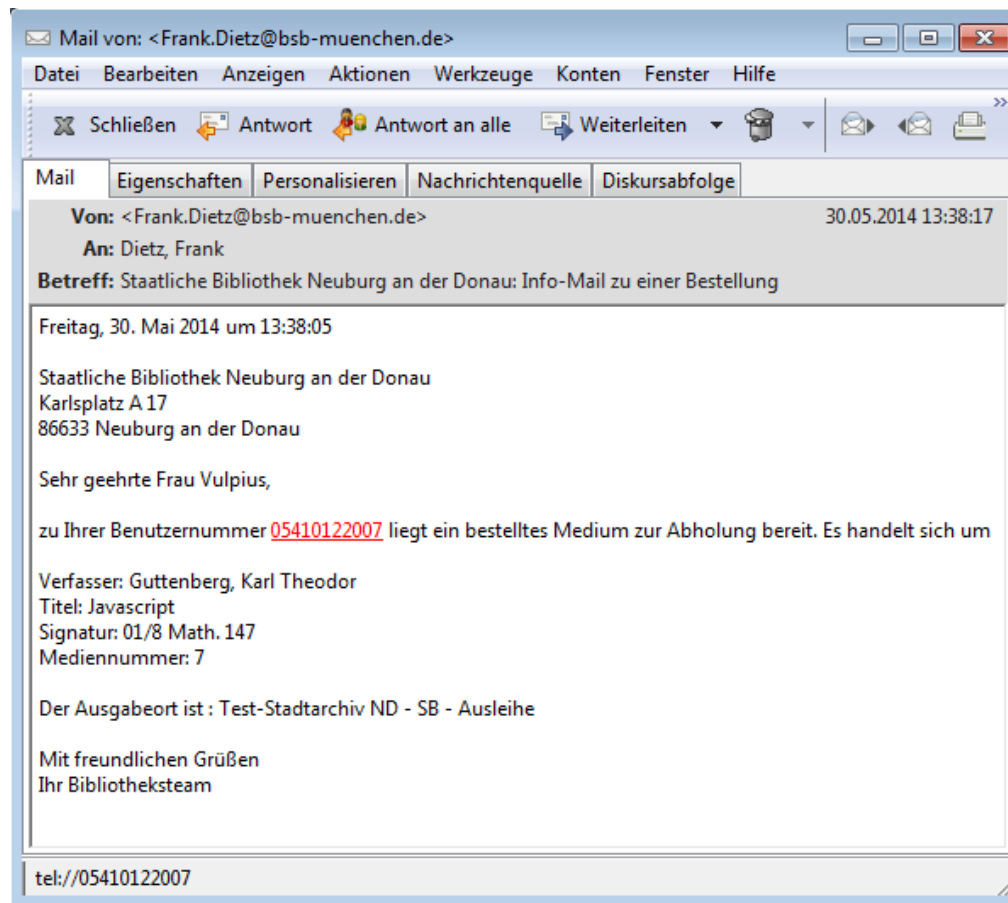 Mail von: <Frank.Dietz@bsb-muenchen.de>
Datei Bearbeiten Anzeigen Aktionen Werkzeuge Konten Fenster Hilfe
Schließen Antwort Antwort an alle Weiterleiten
Mail Eigenschaften Personalisieren Nachrichtenquelle Diskursabfolge
Von: <Frank.Dietz@bsb-muenchen.de> 30.05.2014 13:38:17
An: Dietz, Frank
Betreff: Staatliche Bibliothek Neuburg an der Donau: Info-Mail zu einer Bestellung
Freitag, 30. Mai 2014 um 13:38:05
Staatliche Bibliothek Neuburg an der Donau
Karlsplatz A 17
86633 Neuburg an der Donau
Sehr geehrte Frau Vulpius,
zu Ihrer Benutzernummer 05410122007 liegt ein bestelltes Medium zur Abholung bereit. Es handelt sich um
Verfasser: Guttenberg, Karl Theodor
Titel: Javascript
Signatur: 01/8 Math. 147
Mediennummer: 7
Der Ausgabeort ist : Test-Stadtarchiv ND - SB - Ausleihe
Mit freundlichen Grüßen
Ihr Bibliotheksteam
tel://05410122007